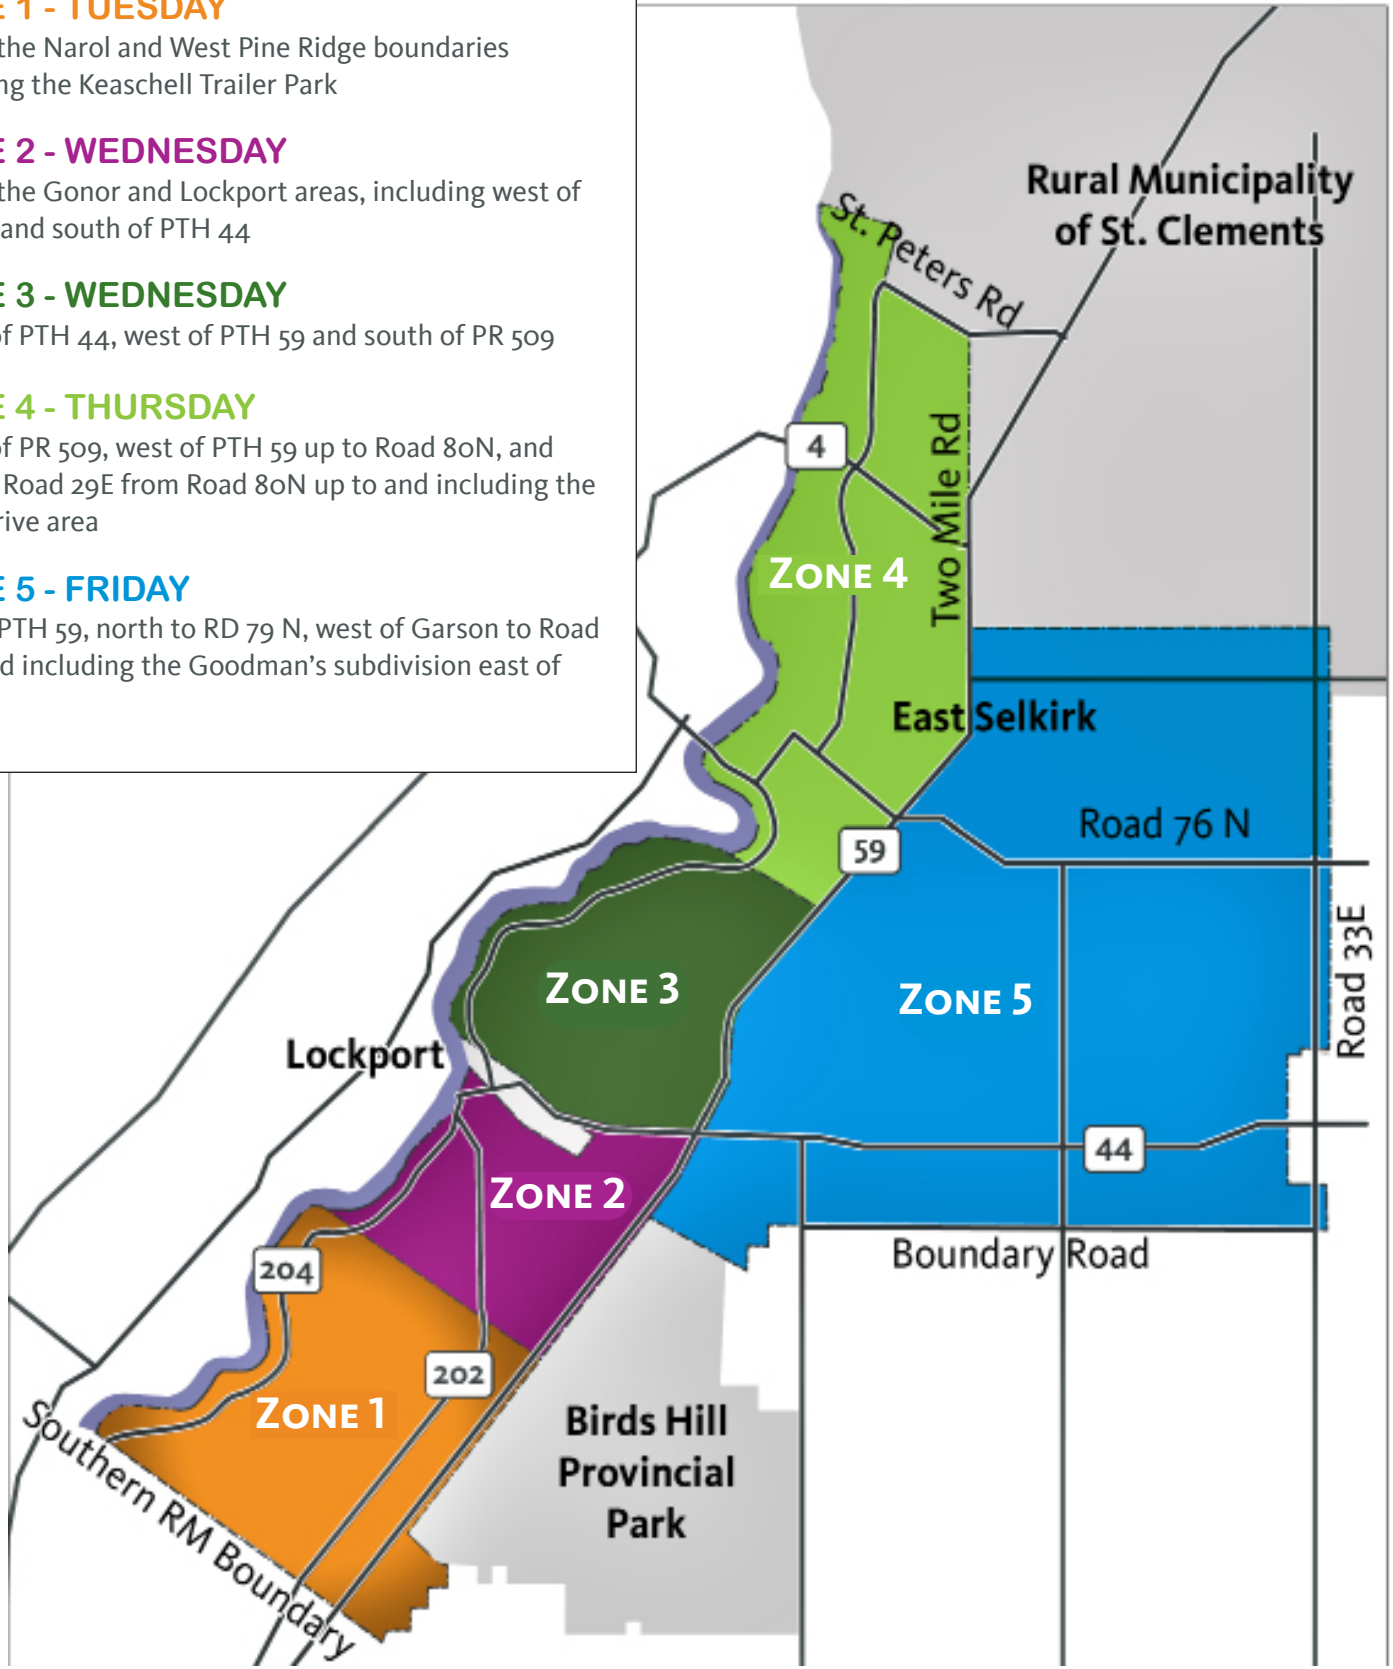 E 1 - TUESDAY
the Narol and West Pine Ridge boundaries
ng the Keaschell Trailer Park
E 2 - WEDNESDAY
the Gonor and Lockport areas, including west of
and south of PTH 44
E 3 - WEDNESDAY
of PTH 44, west of PTH 59 and south of PR 509
E 4 - THURSDAY
of PR 509, west of PTH 59 up to Road 80N, and
Road 29E from Road 80N up to and including the
rive area
E 5 - FRIDAY
PTH 59, north to RD 79 N, west of Garson to Road
d including the Goodman's subdivision east of
Rural Municipality
of St. Clements
St. Peters Rd
4
Two Mile Rd
ZONE 4
East Selkirk
Road 76 N
59
Road 33E
ZONE 3
ZONE 5
Lockport
44
ZONE 2
Boundary Road
204
202
ZONE 1
Birds Hill
Provincial
Park
Southern RM Boundary